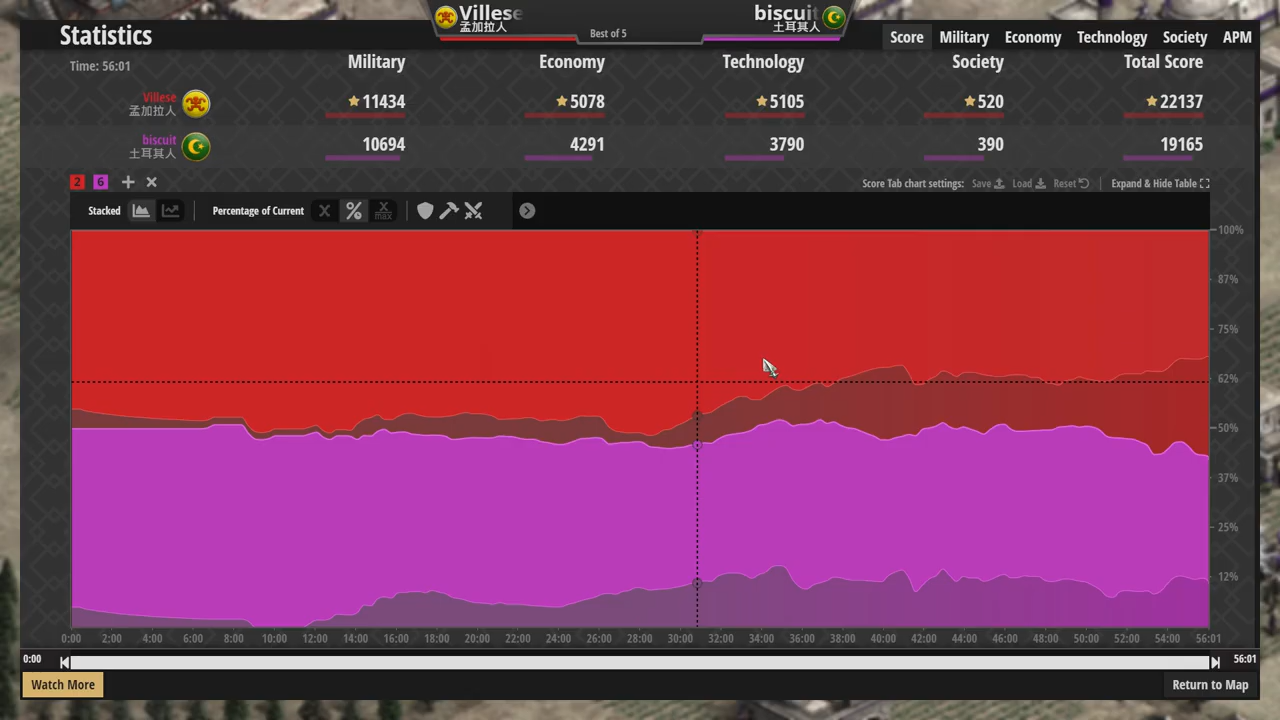 Villese
孟加拉人
Best of 5
biscuit
土耳其人
Statistics
Score Military Economy Technology Society APM
Time: 56:01
Military Economy Technology Society Total Score
Villese
孟加拉人
11434 5078 5105 520 22137
biscuit
土耳其人
10694 4291 3790 390 19165
2 6
Score Tab chart settings: Save Load Reset Expand & Hide Table
Stacked Percentage of Current X % X max
100%
87%
75%
62%
50%
37%
25%
12%
0:00 2:00 4:00 6:00 8:00 10:00 12:00 14:00 16:00 18:00 20:00 22:00 24:00 26:00 28:00 30:00 32:00 34:00 36:00 38:00 40:00 42:00 44:00 46:00 48:00 50:00 52:00 54:00 56:01
0:00 56:01
Watch More Return to Map